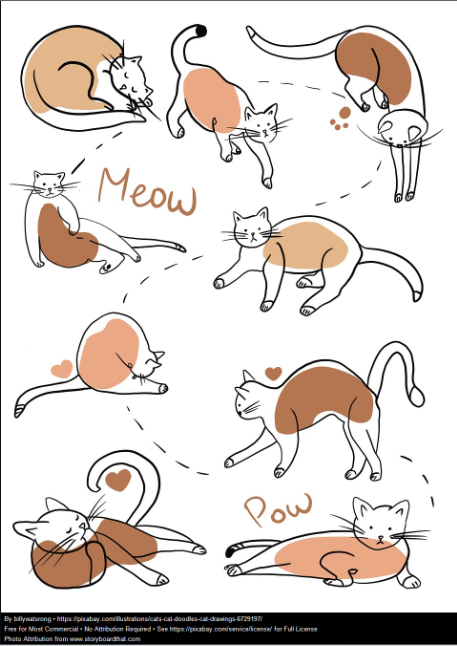 Meow
Pow
By billywatsrong • https://pixabay.com/illustrations/cats-cat-doodles-cat-drawings-6729197/
Free for Most Commercial • No Attribution Required • See https://pixabay.com/service/license/ for Full License
Photo Attribution from www.storyboardthat.com